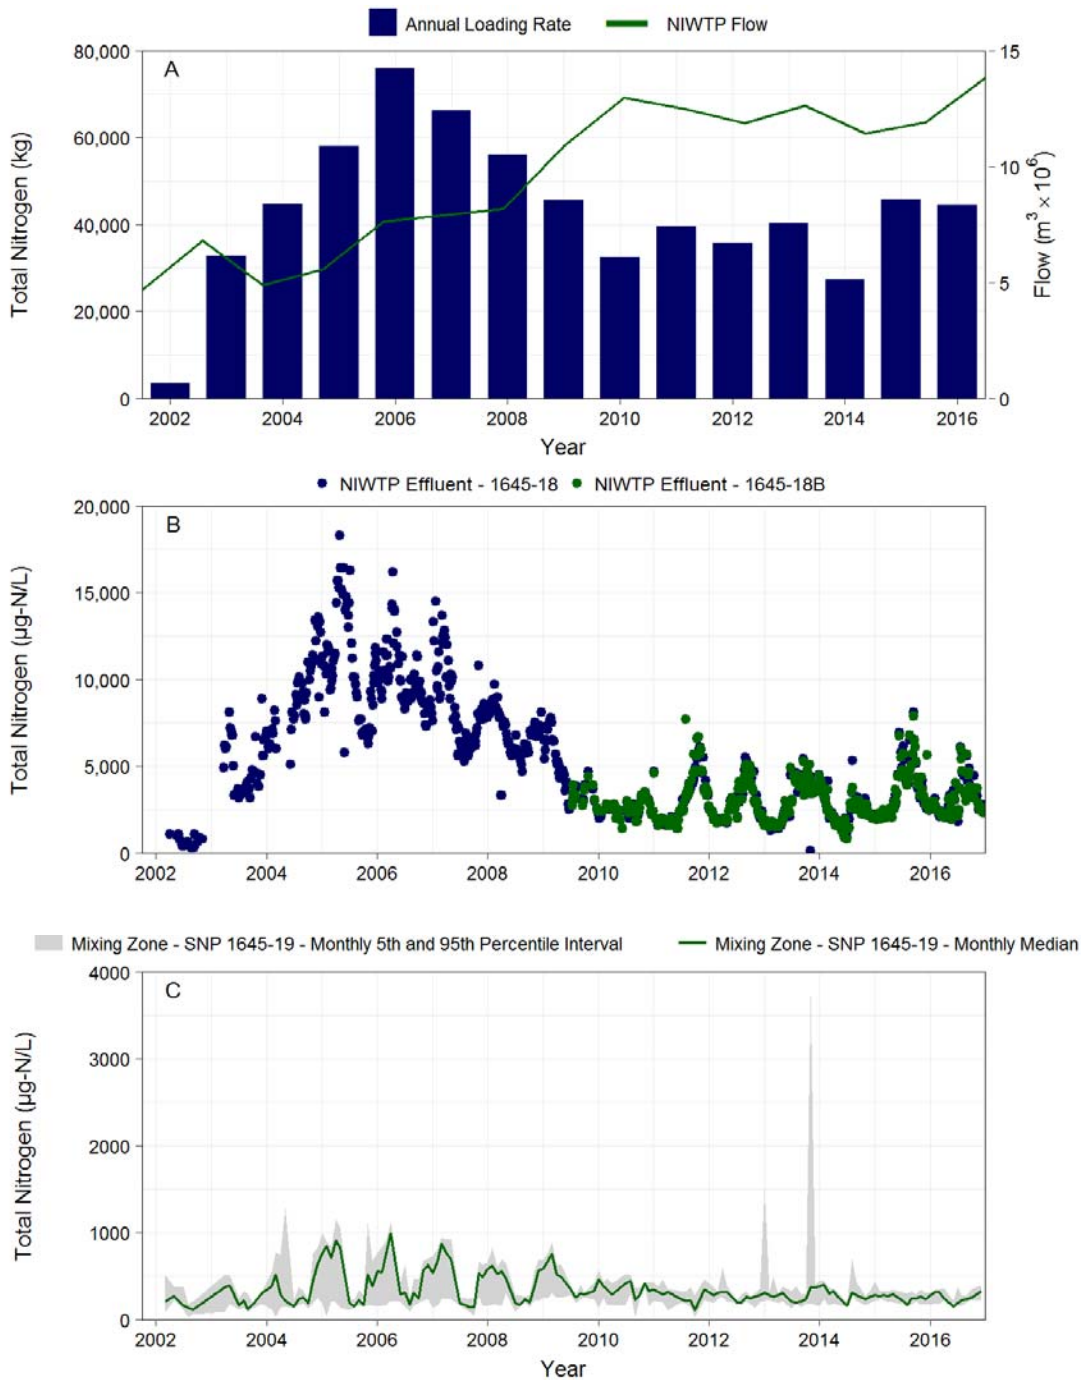 Annual Loading Rate NIWTP Flow
A
80,000
60,000
40,000
20,000
0
Total Nitrogen (kg)
15
10
5
0
Flow (m³ × 10⁶)
2002 2004 2006 2008 2010 2012 2014 2016
Year
NIWTP Effluent - 1645-18 NIWTP Effluent - 1645-18B
B
20,000
15,000
10,000
5,000
0
Total Nitrogen (µg-N/L)
2002 2004 2006 2008 2010 2012 2014 2016
Mixing Zone - SNP 1645-19 - Monthly 5th and 95th Percentile Interval Mixing Zone - SNP 1645-19 - Monthly Median
C
4000
3000
2000
1000
0
Total Nitrogen (µg-N/L)
2002 2004 2006 2008 2010 2012 2014 2016
Year